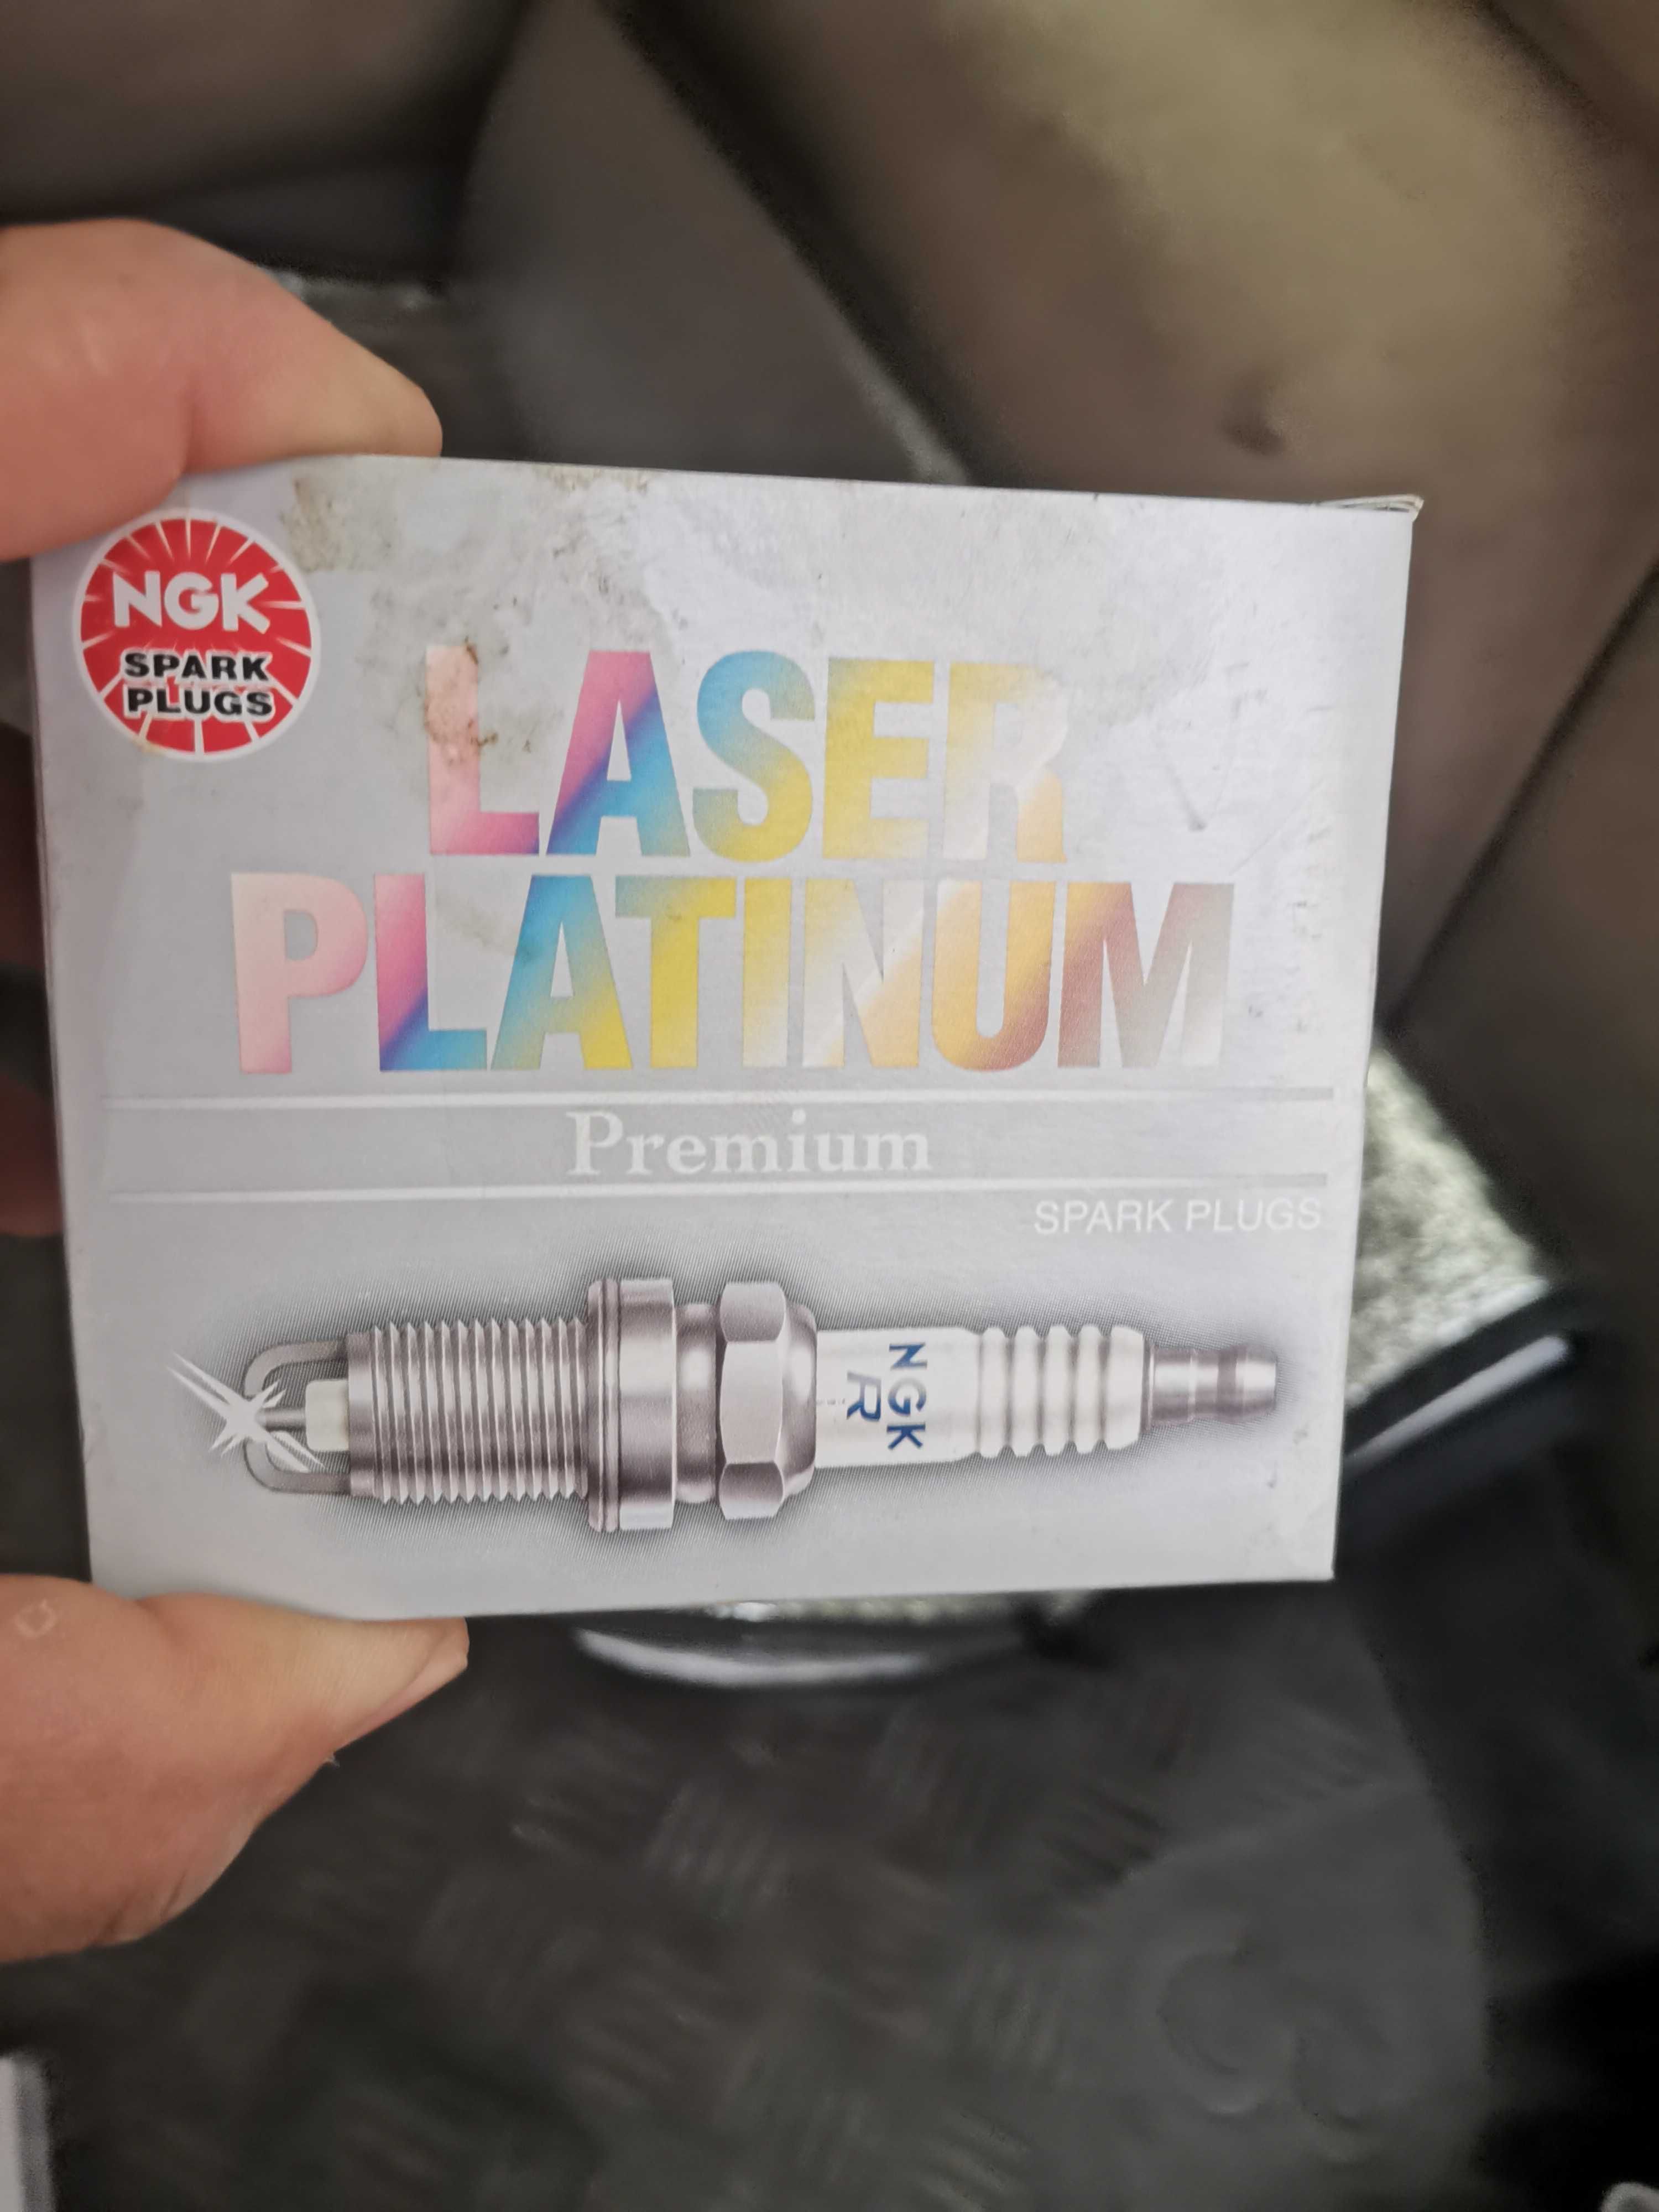 NGK
SPARK
PLUGS
LASER
PLATINUM
Premium
SPARK PLUGS
NGK
R